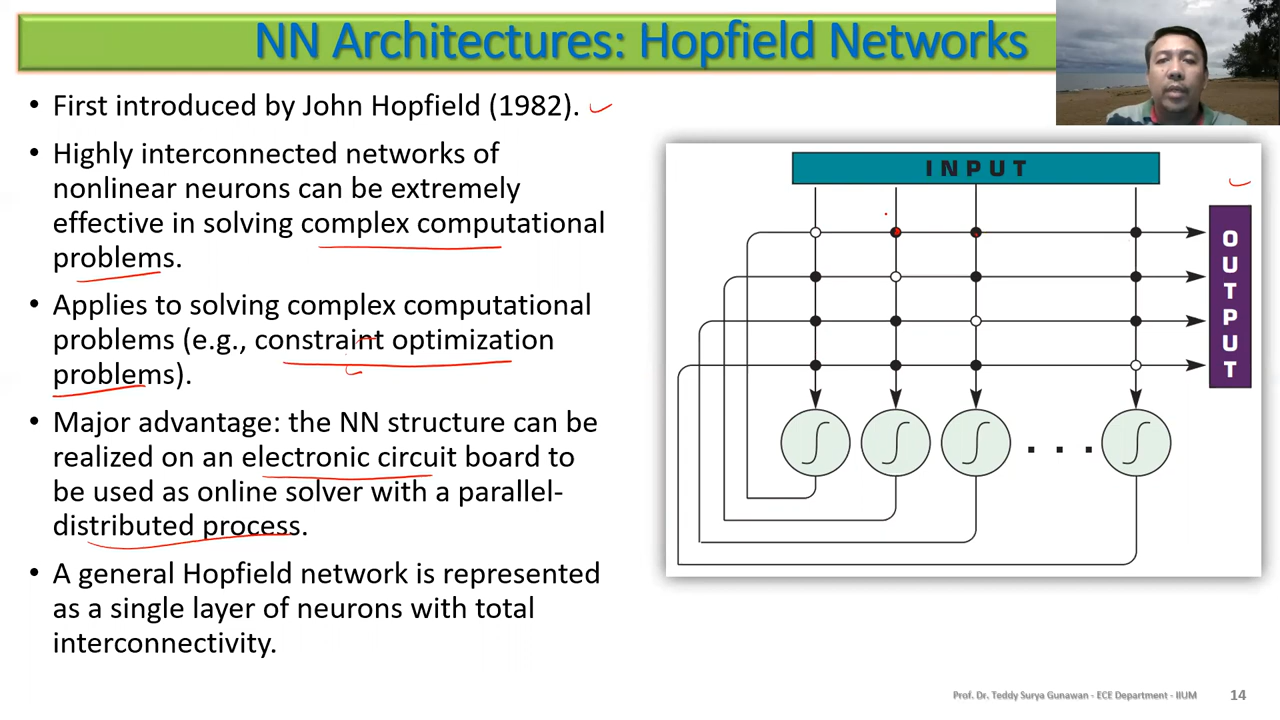 NN Architectures: Hopfield Networks
• First introduced by John Hopfield (1982).
• Highly interconnected networks of
nonlinear neurons can be extremely
effective in solving complex computational
problems.
• Applies to solving complex computational
problems (e.g., constraint optimization
problems).
• Major advantage: the NN structure can be
realized on an electronic circuit board to
be used as online solver with a parallel-
distributed process.
• A general Hopfield network is represented
as a single layer of neurons with total
interconnectivity.
INPUT
OUTPUT
. . .
Prof. Dr. Teddy Surya Gunawan - ECE Department - IIUM 14